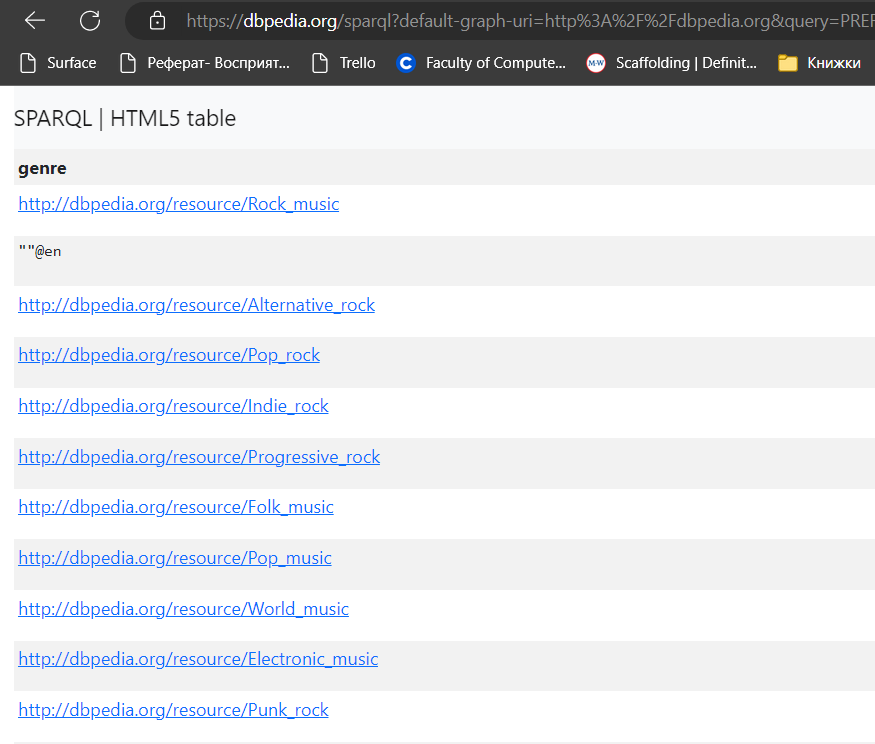 https://dbpedia.org/sparql?default-graph-uri=http%3A%2F%2Fdbpedia.org&query=PREF
Surface Реферат- Восприят... Trello Faculty of Compute... M-W Scaffolding | Definit... Книжки
SPARQL | HTML5 table
genre
http://dbpedia.org/resource/Rock_music
""@en
http://dbpedia.org/resource/Alternative_rock
http://dbpedia.org/resource/Pop_rock
http://dbpedia.org/resource/Indie_rock
http://dbpedia.org/resource/Progressive_rock
http://dbpedia.org/resource/Folk_music
http://dbpedia.org/resource/Pop_music
http://dbpedia.org/resource/World_music
http://dbpedia.org/resource/Electronic_music
http://dbpedia.org/resource/Punk_rock